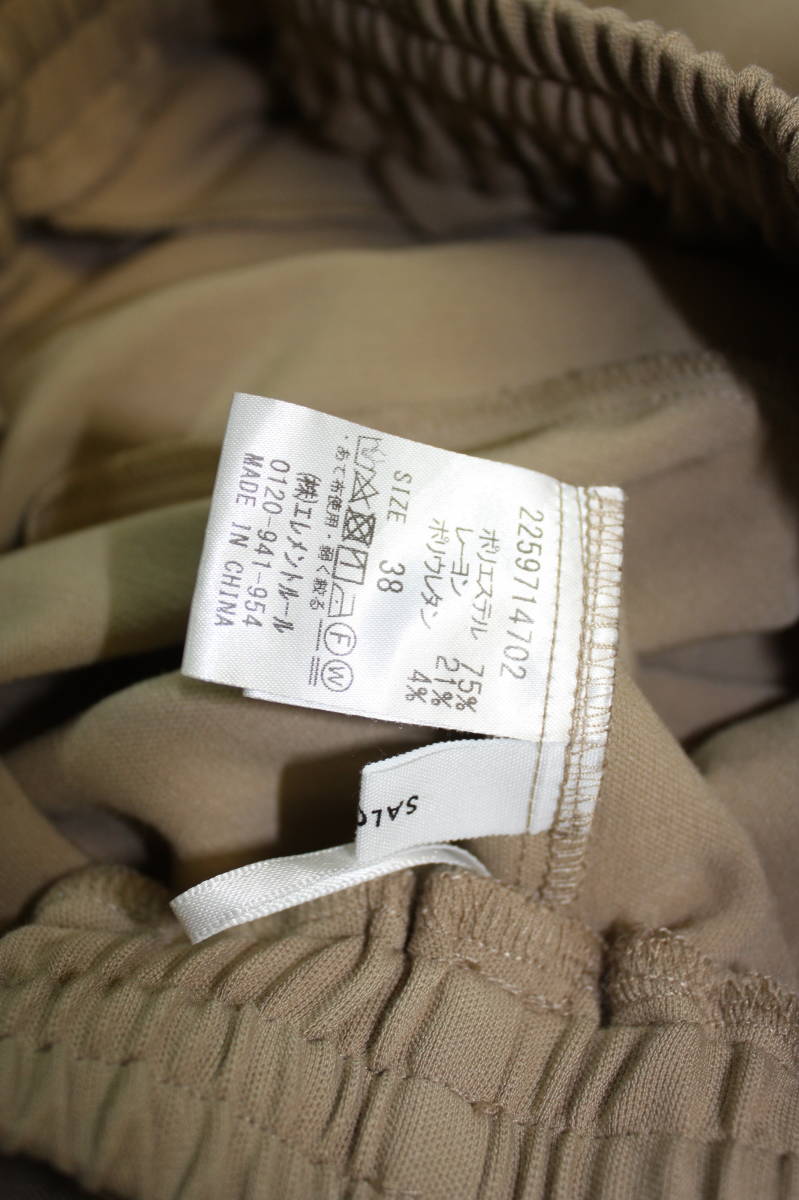 22597714702
ポリエステル 75%
レーヨン 21%
ポリウレタン 4%
SIZE 38
F
W
・あて布使用・弱く絞る
㈱エレメントルール
0120-941-954
MADE IN CHINA